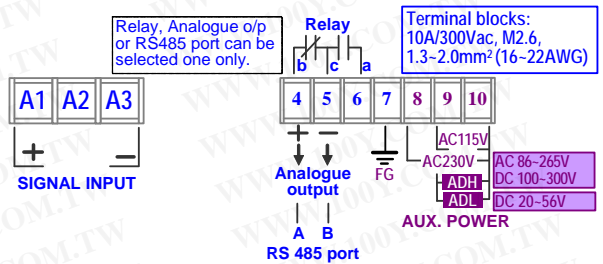 Relay, Analogue o/p
or RS485 port can be
selected one only.
Relay
b c a
Terminal blocks:
10A/300Vac, M2.6,
1.3~2.0mm² (16~22AWG)
A1 A2 A3
4 5 6 7 8 9 10
+ −
SIGNAL INPUT
+ −
Analogue
output
A B
RS 485 port
FG
AC115V
AC230V
AC 86~265V
DC 100~300V
ADH
ADL
DC 20~56V
AUX. POWER